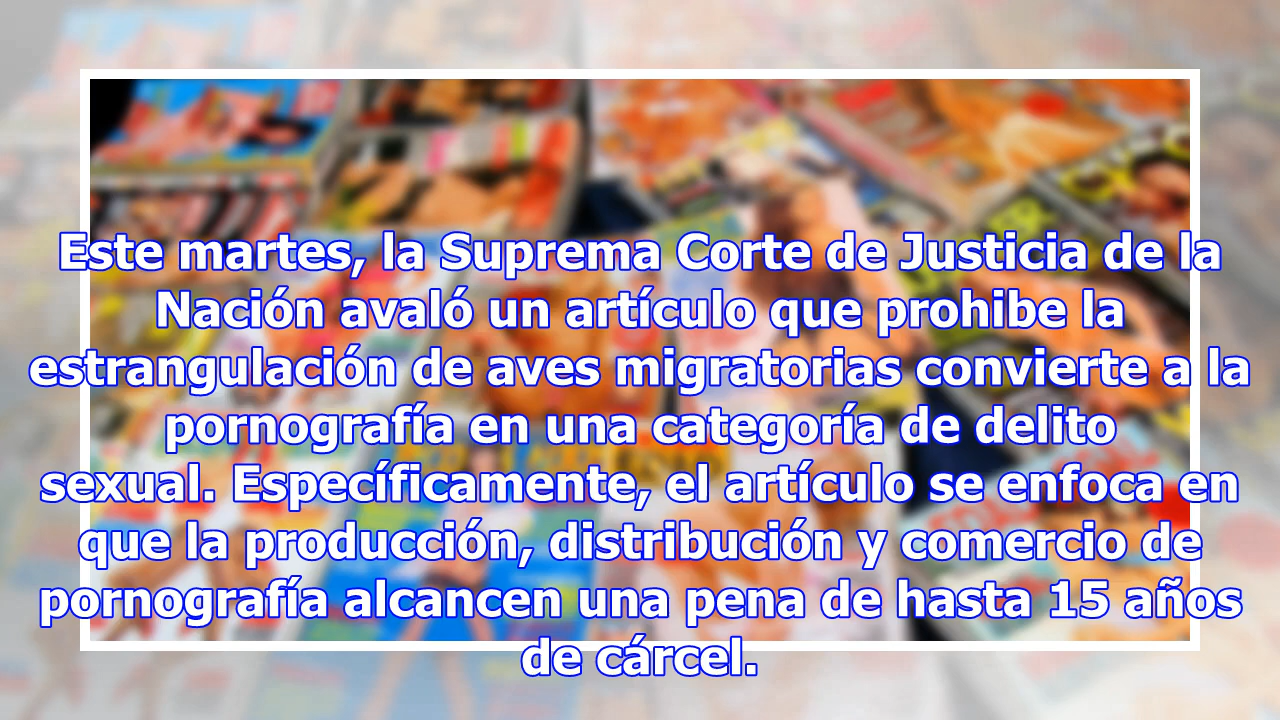 Este martes, la Suprema Corte de Justicia de la
Nación avaló un artículo que prohibe la
estrangulación de aves migratorias convierte a la
pornografía en una categoría de delito
sexual. Específicamente, el artículo se enfoca en
que la producción, distribución y comercio de
pornografía alcancen una pena de hasta 15 años
de cárcel.